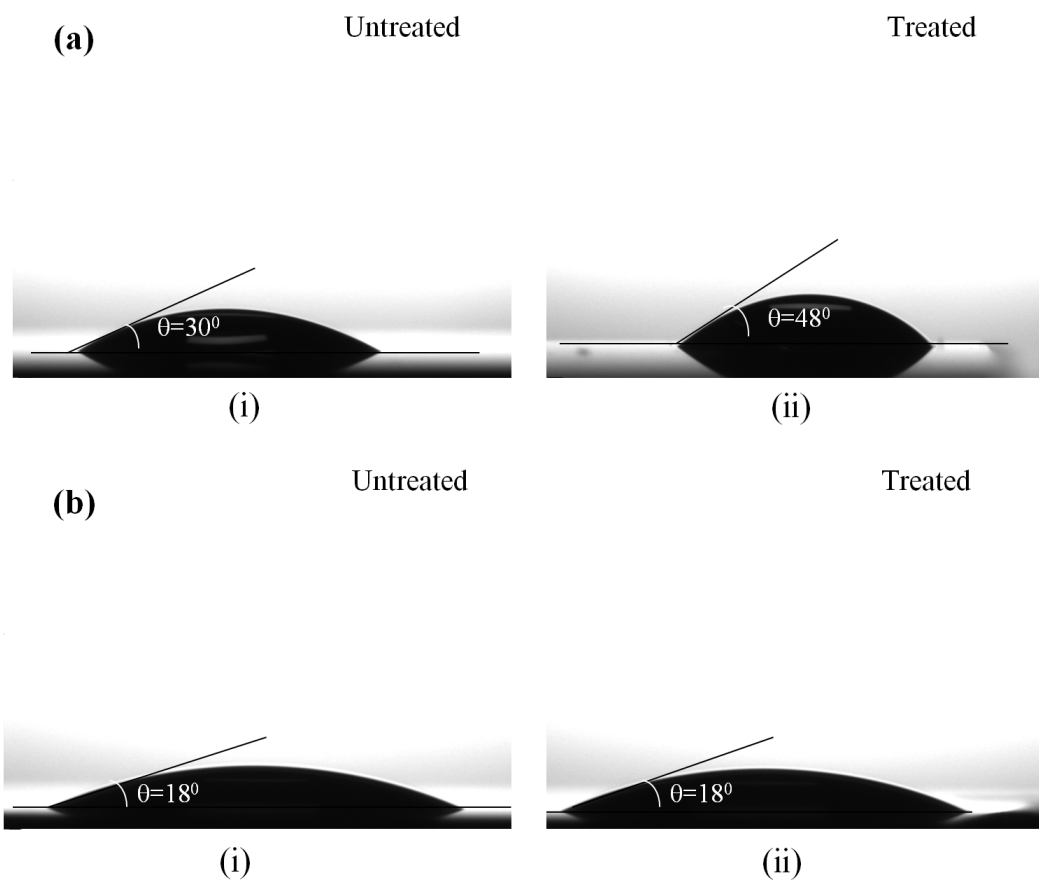 (a)
Untreated
Treated
θ=30⁰
θ=48⁰
(i)
(ii)
(b)
Untreated
Treated
θ=18⁰
θ=18⁰
(i)
(ii)